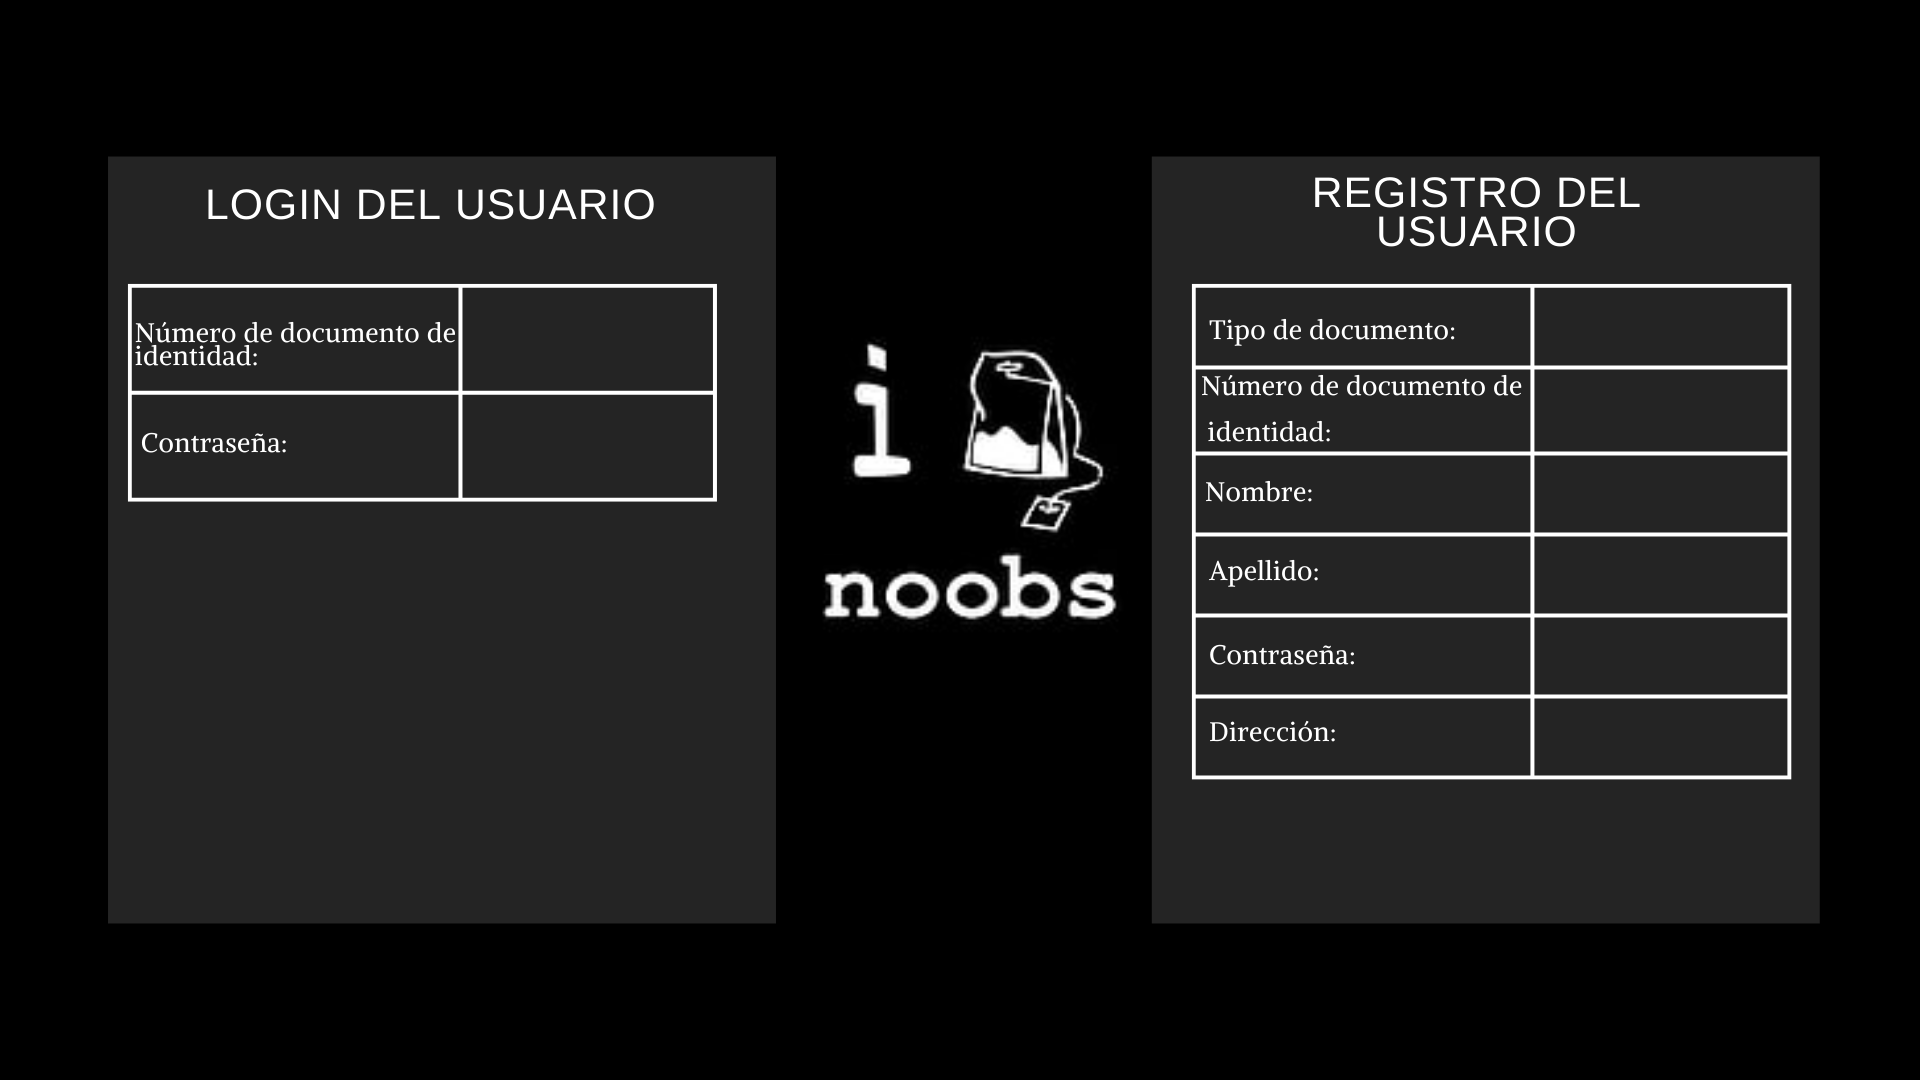 LOGIN DEL USUARIO
Número de documento de
identidad:
Contraseña:
i
noobs
REGISTRO DEL
USUARIO
Tipo de documento:
Número de documento de
identidad:
Nombre:
Apellido:
Contraseña:
Dirección: